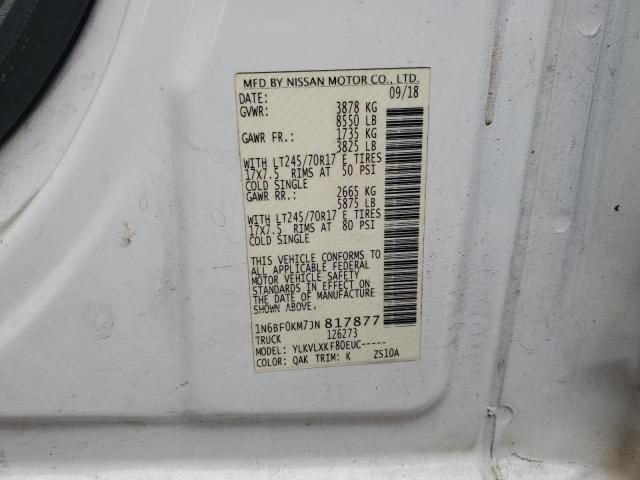 MFD BY NISSAN MOTOR CO., LTD.
DATE: 09/18
GVWR: 3878 KG
8550 LB
GAWR FR.: 1735 KG
3825 LB
WITH LT245/70R17 E TIRES
17X7.5 RIMS AT 50 PSI
COLD SINGLE
GAWR RR.: 2665 KG
5875 LB
WITH LT245/70R17 E TIRES
17X7.5 RIMS AT 80 PSI
COLD SINGLE
THIS VEHICLE CONFORMS TO
ALL APPLICABLE FEDERAL
MOTOR VEHICLE SAFETY
STANDARDS IN EFFECT ON
THE DATE OF MANUFACTURE
SHOWN ABOVE.
1N6BF0KM7JN817877
TRUCK 126273
MODEL: YLKVLXKF80EUC-----
COLOR: QAK TRIM: K ZS10A